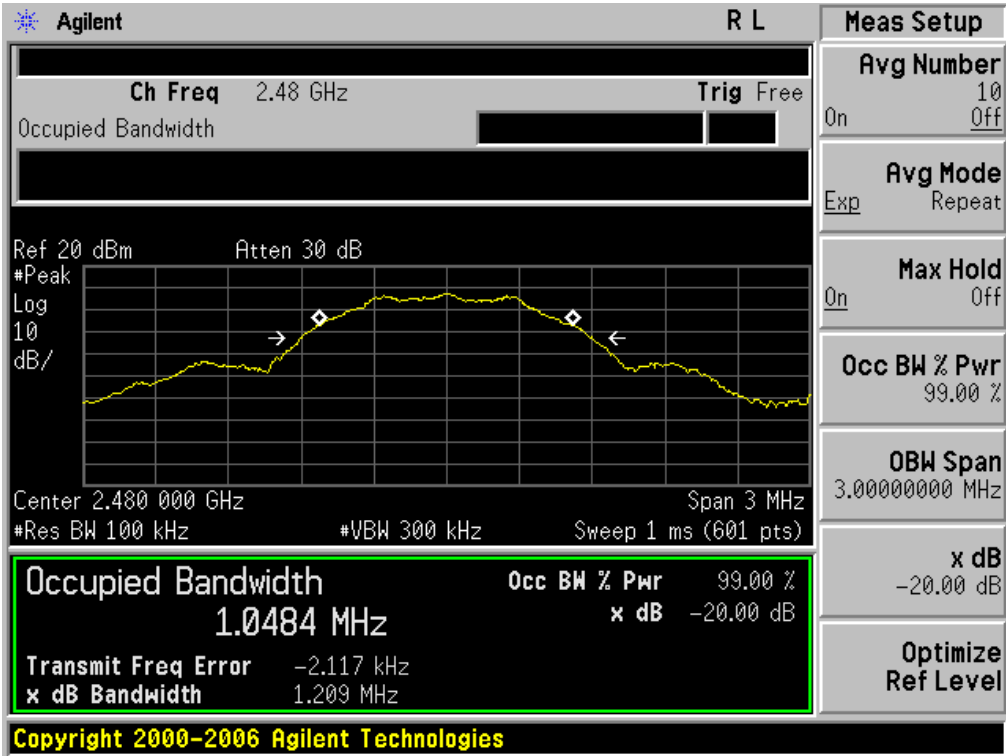 Agilent R L
Ch Freq 2.48 GHz Trig Free
Occupied Bandwidth
Ref 20 dBm Atten 30 dB
#Peak
Log
10
dB/
Center 2.480 000 GHz Span 3 MHz
#Res BW 100 kHz #VBW 300 kHz Sweep 1 ms (601 pts)
Occupied Bandwidth
1.0484 MHz
Occ BW % Pwr 99.00 %
x dB -20.00 dB
Transmit Freq Error -2.117 kHz
x dB Bandwidth 1.209 MHz
Copyright 2000-2006 Agilent Technologies
Meas Setup
Avg Number
10
On Off
Avg Mode
Exp Repeat
Max Hold
On Off
Occ BW % Pwr
99.00 %
OBW Span
3.00000000 MHz
x dB
-20.00 dB
Optimize
Ref Level